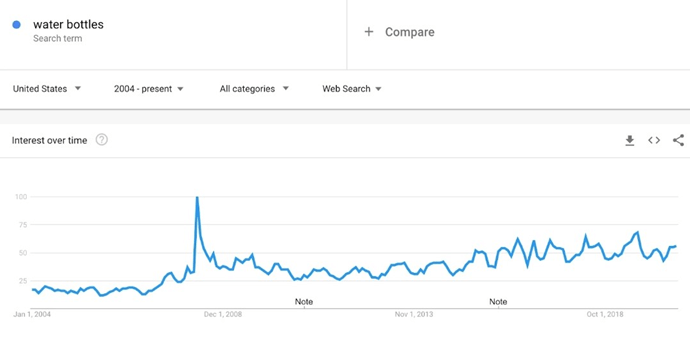 water bottles
Search term
+ Compare
United States
2004 - present
All categories
Web Search
Interest over time
?
100
75
50
25
Note
Note
Jan 1, 2004
Dec 1, 2008
Nov 1, 2013
Oct 1, 2018